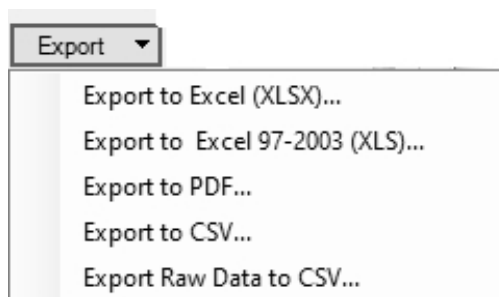 Export
Export to Excel (XLSX)...
Export to  Excel 97-2003 (XLS)...
Export to PDF...
Export to CSV...
Export Raw Data to CSV...